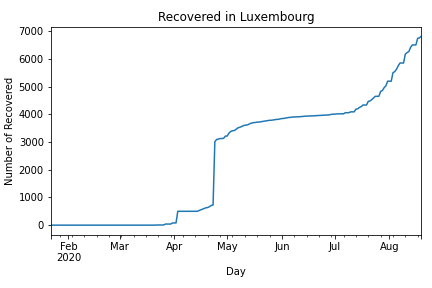 Recovered in Luxembourg
Number of Recovered
7000
6000
5000
4000
3000
2000
1000
0
Feb Mar Apr May Jun Jul Aug
2020
Day